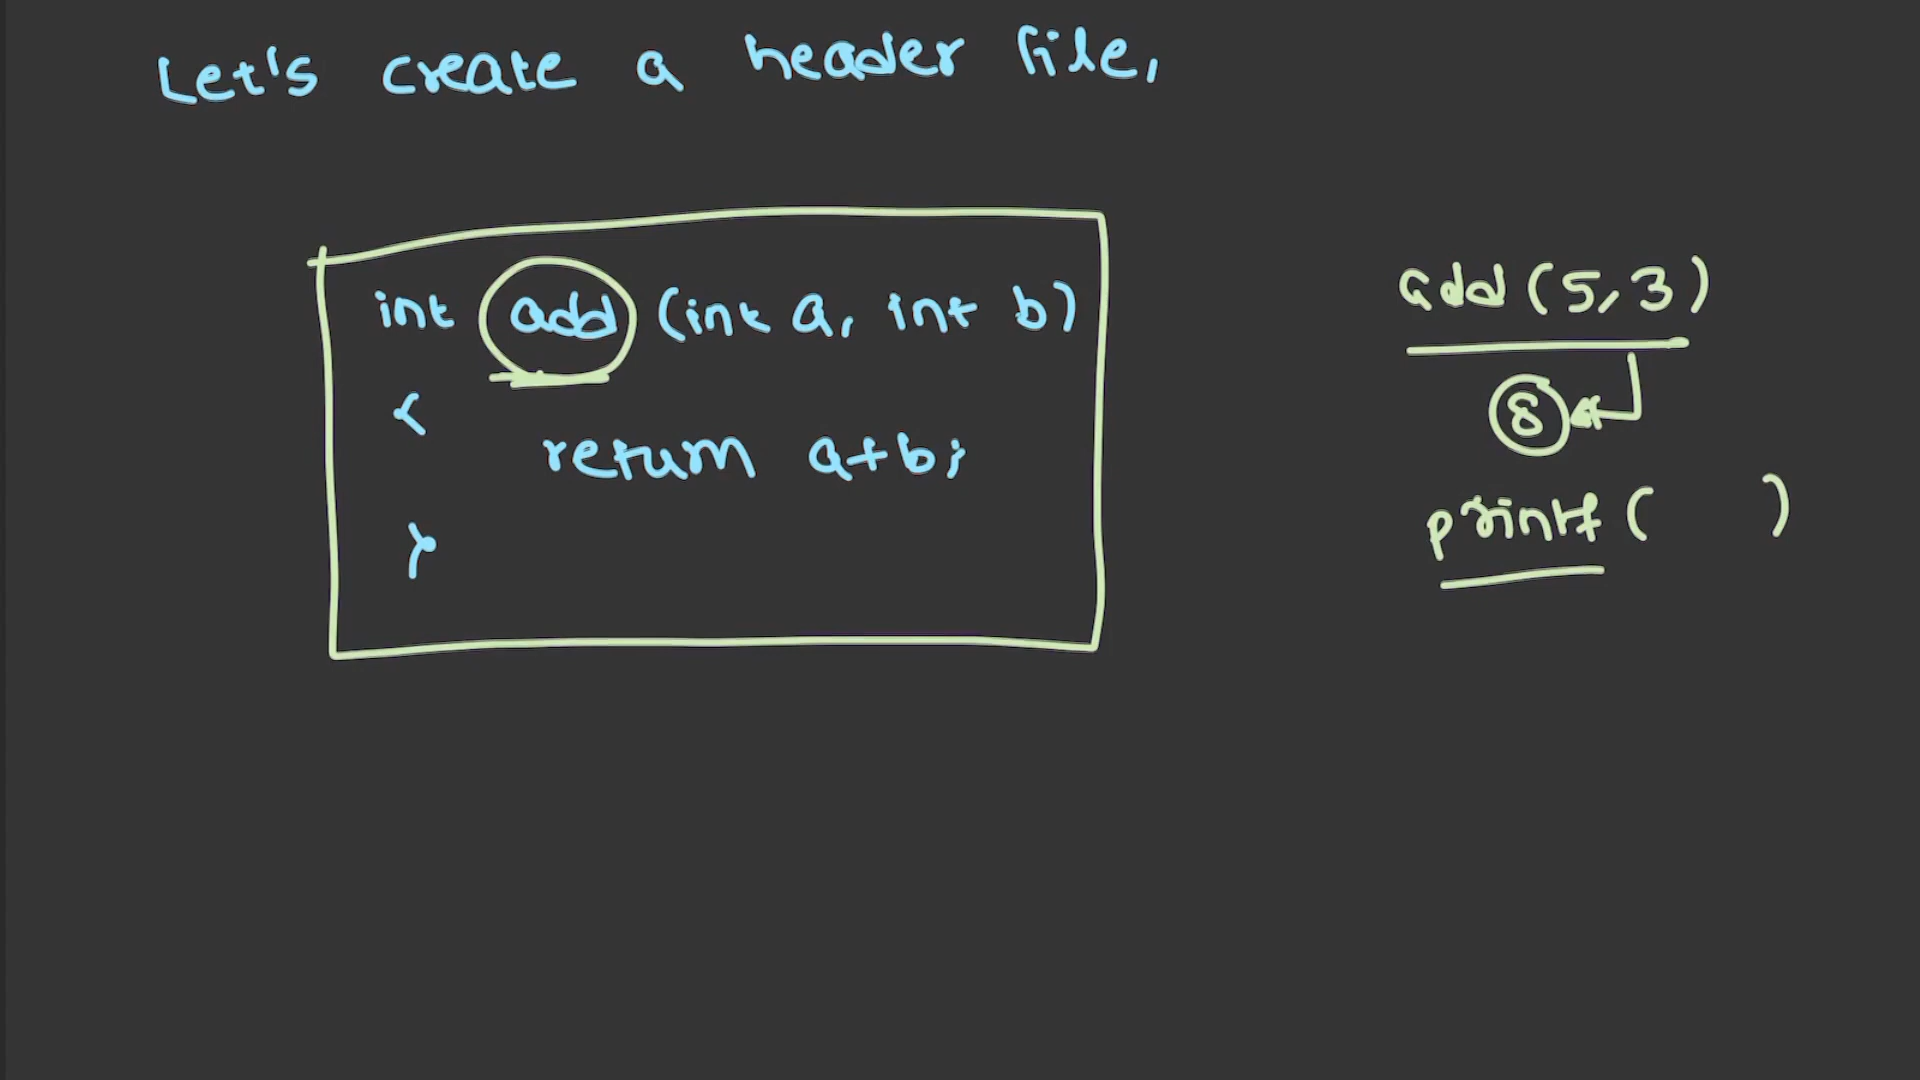 Let's create a header file,
int add (int a, int b)
{
return a+b;
}
add (5, 3)
8
printf ( )